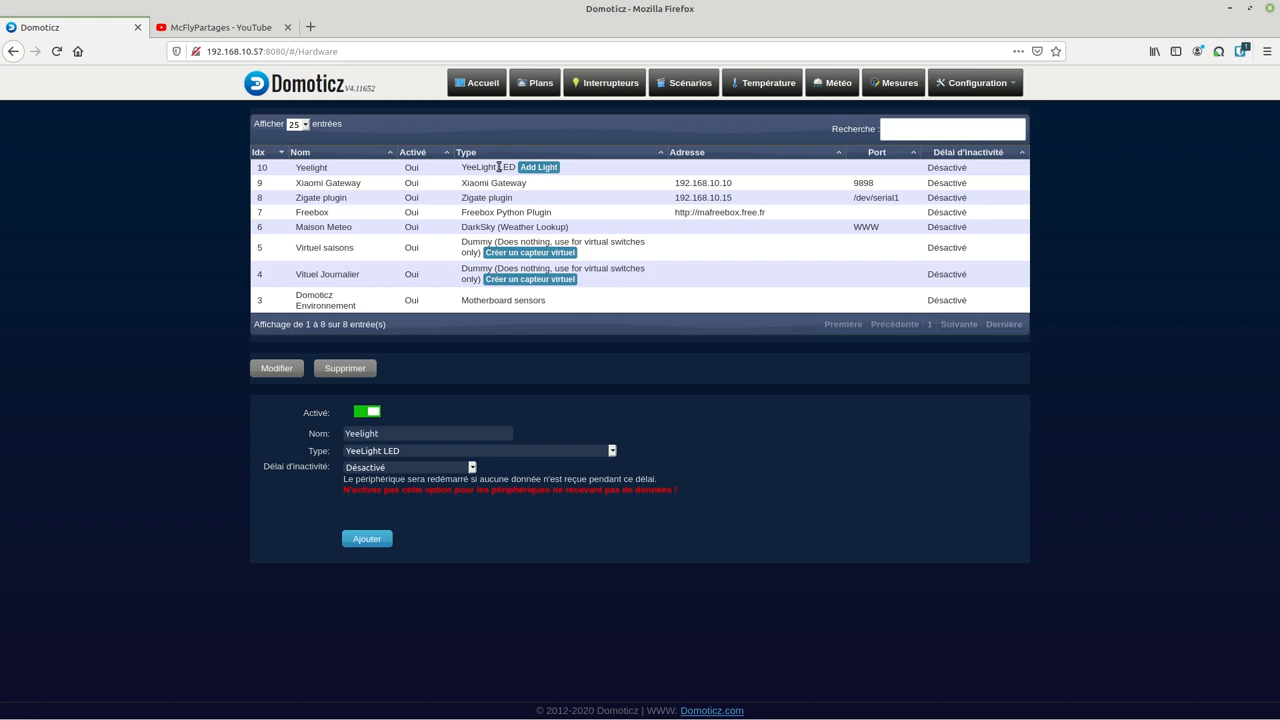 Domoticz - Mozilla Firefox
Domoticz
McFlyPartages - YouTube
192.168.10.57:8080/#/Hardware
1
Domoticz V4.11652
Accueil Plans Interrupteurs Scénarios Température Météo Mesures Configuration
Afficher 25 entrées
Recherche :
Idx Nom Activé Type Adresse Port Délai d'inactivité
10 Yeelight Oui YeeLight LED Add Light Désactivé
9 Xiaomi Gateway Oui Xiaomi Gateway 192.168.10.10 9898 Désactivé
8 Zigate plugin Oui Zigate plugin 192.168.10.15 /dev/serial1 Désactivé
7 Freebox Oui Freebox Python Plugin http://mafreebox.free.fr Désactivé
6 Maison Meteo Oui DarkSky (Weather Lookup) WWW Désactivé
5 Virtuel saisons Oui Dummy (Does nothing, use for virtual switches
only) Créer un capteur virtuel Désactivé
4 Vituel Journalier Oui Dummy (Does nothing, use for virtual switches
only) Créer un capteur virtuel Désactivé
3 Domoticz
Environnement Oui Motherboard sensors Désactivé
Affichage de 1 à 8 sur 8 entrée(s)
Première Précédente 1 Suivante Dernière
Modifier Supprimer
Activé:
Nom: Yeelight
Type: YeeLight LED
Délai d'inactivité: Désactivé
Le périphérique sera redémarré si aucune donnée n'est reçue pendant ce délai.
N'activez pas cette option pour les périphériques ne recevant pas de données !
Ajouter
© 2012-2020 Domoticz | WWW: Domoticz.com